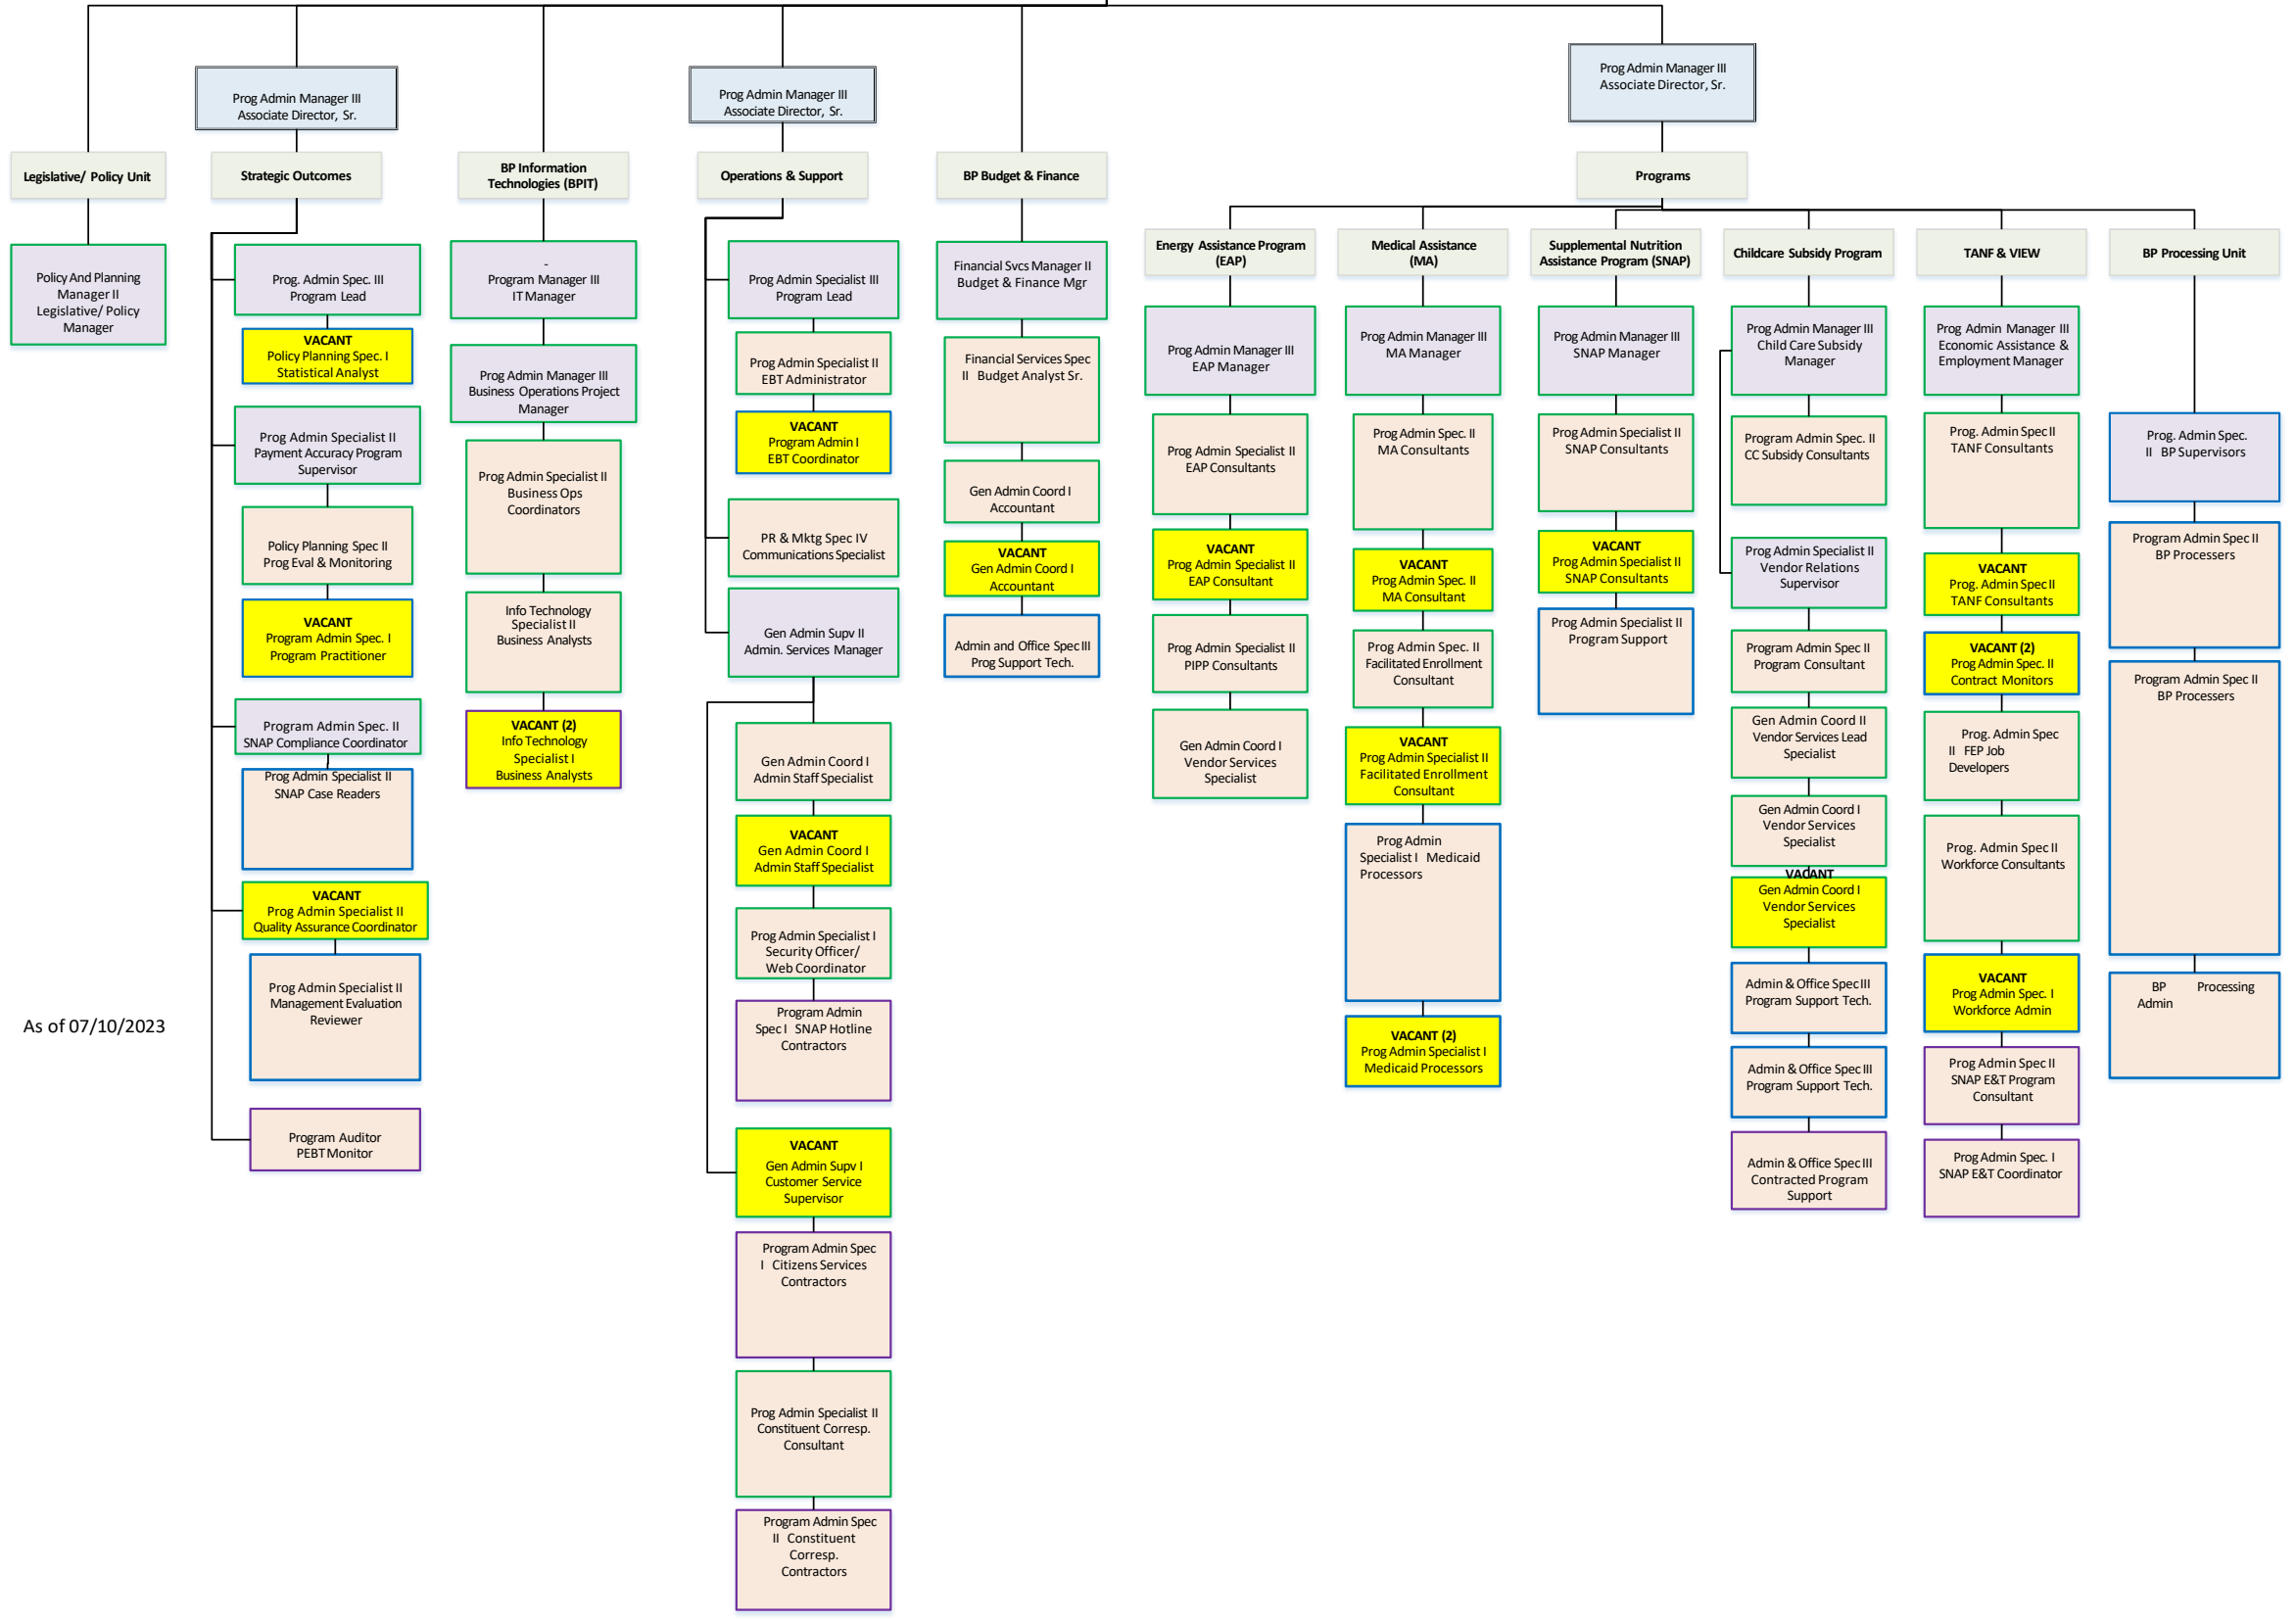 Prog Admin Manager III
Associate Director, Sr.
Prog Admin Manager III
Associate Director, Sr.
Prog Admin Manager III
Associate Director, Sr.
Legislative/ Policy Unit
Strategic Outcomes
BP Information
Technologies (BPIT)
Operations & Support
BP Budget & Finance
Programs
Policy And Planning
Manager II
Legislative/ Policy
Manager
Prog. Admin Spec. III
Program Lead
VACANT
Policy Planning Spec. I
Statistical Analyst
Prog Admin Specialist II
Payment Accuracy Program
Supervisor
Policy Planning Spec II
Prog Eval & Monitoring
VACANT
Program Admin Spec. I
Program Practitioner
Program Admin Spec. II
SNAP Compliance Coordinator
Prog Admin Specialist II
SNAP Case Readers
VACANT
Prog Admin Specialist II
Quality Assurance Coordinator
Prog Admin Specialist II
Management Evaluation
Reviewer
Program Auditor
PEBT Monitor
As of 07/10/2023
-
Program Manager III
IT Manager
Prog Admin Manager III
Business Operations Project
Manager
Prog Admin Specialist II
Business Ops
Coordinators
Info Technology
Specialist II
Business Analysts
VACANT (2)
Info Technology
Specialist I
Business Analysts
Prog Admin Specialist III
Program Lead
Prog Admin Specialist II
EBT Administrator
VACANT
Program Admin I
EBT Coordinator
PR & Mktg Spec IV
Communications Specialist
Gen Admin Supv II
Admin. Services Manager
Gen Admin Coord I
Admin Staff Specialist
VACANT
Gen Admin Coord I
Admin Staff Specialist
Prog Admin Specialist I
Security Officer/
Web Coordinator
Program Admin
Spec I SNAP Hotline
Contractors
VACANT
Gen Admin Supv I
Customer Service
Supervisor
Program Admin Spec
I Citizens Services
Contractors
Prog Admin Specialist II
Constituent Corresp.
Consultant
Program Admin Spec
II Constituent
Corresp.
Contractors
Financial Svcs Manager II
Budget & Finance Mgr
Financial Services Spec
II Budget Analyst Sr.
Gen Admin Coord I
Accountant
VACANT
Gen Admin Coord I
Accountant
Admin and Office Spec III
Prog Support Tech.
Energy Assistance Program
(EAP)
Prog Admin Manager III
EAP Manager
Prog Admin Specialist II
EAP Consultants
VACANT
Prog Admin Specialist II
EAP Consultant
Prog Admin Specialist II
PIPP Consultants
Gen Admin Coord I
Vendor Services
Specialist
Medical Assistance
(MA)
Prog Admin Manager III
MA Manager
Prog Admin Spec. II
MA Consultants
VACANT
Prog Admin Spec. II
MA Consultant
Prog Admin Spec. II
Facilitated Enrollment
Consultant
VACANT
Prog Admin Specialist II
Facilitated Enrollment
Consultant
Prog Admin
Specialist I Medicaid
Processors
VACANT (2)
Prog Admin Specialist I
Medicaid Processors
Supplemental Nutrition
Assistance Program (SNAP)
Prog Admin Manager III
SNAP Manager
Prog Admin Specialist II
SNAP Consultants
VACANT
Prog Admin Specialist II
SNAP Consultants
Prog Admin Specialist II
Program Support
Childcare Subsidy Program
Prog Admin Manager III
Child Care Subsidy
Manager
Program Admin Spec. II
CC Subsidy Consultants
Prog Admin Specialist II
Vendor Relations
Supervisor
Program Admin Spec II
Program Consultant
Gen Admin Coord II
Vendor Services Lead
Specialist
Gen Admin Coord I
Vendor Services
Specialist
VACANT
Gen Admin Coord I
Vendor Services
Specialist
Admin & Office Spec III
Program Support Tech.
Admin & Office Spec III
Program Support Tech.
Admin & Office Spec III
Contracted Program
Support
TANF & VIEW
Prog Admin Manager III
Economic Assistance &
Employment Manager
Prog. Admin Spec II
TANF Consultants
VACANT
Prog. Admin Spec II
TANF Consultants
VACANT (2)
Prog Admin Spec. II
Contract Monitors
Prog. Admin Spec
II FEP Job
Developers
Prog. Admin Spec II
Workforce Consultants
VACANT
Prog Admin Spec. I
Workforce Admin
Prog Admin Spec II
SNAP E&T Program
Consultant
Prog Admin Spec. I
SNAP E&T Coordinator
BP Processing Unit
Prog. Admin Spec.
II BP Supervisors
Program Admin Spec II
BP Processers
Program Admin Spec II
BP Processers
BP Processing
Admin